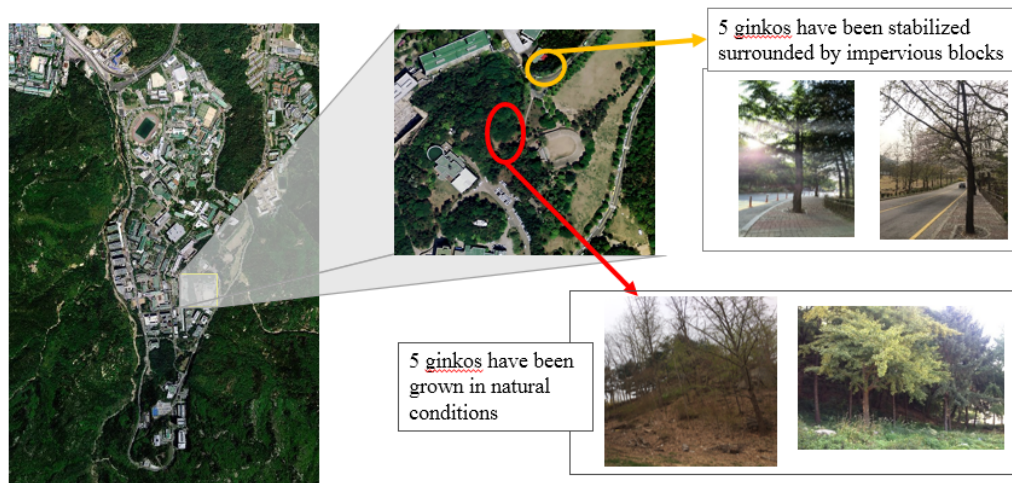 5 ginkos have been stabilized
surrounded by impervious blocks
5 ginkos have been
grown in natural
conditions